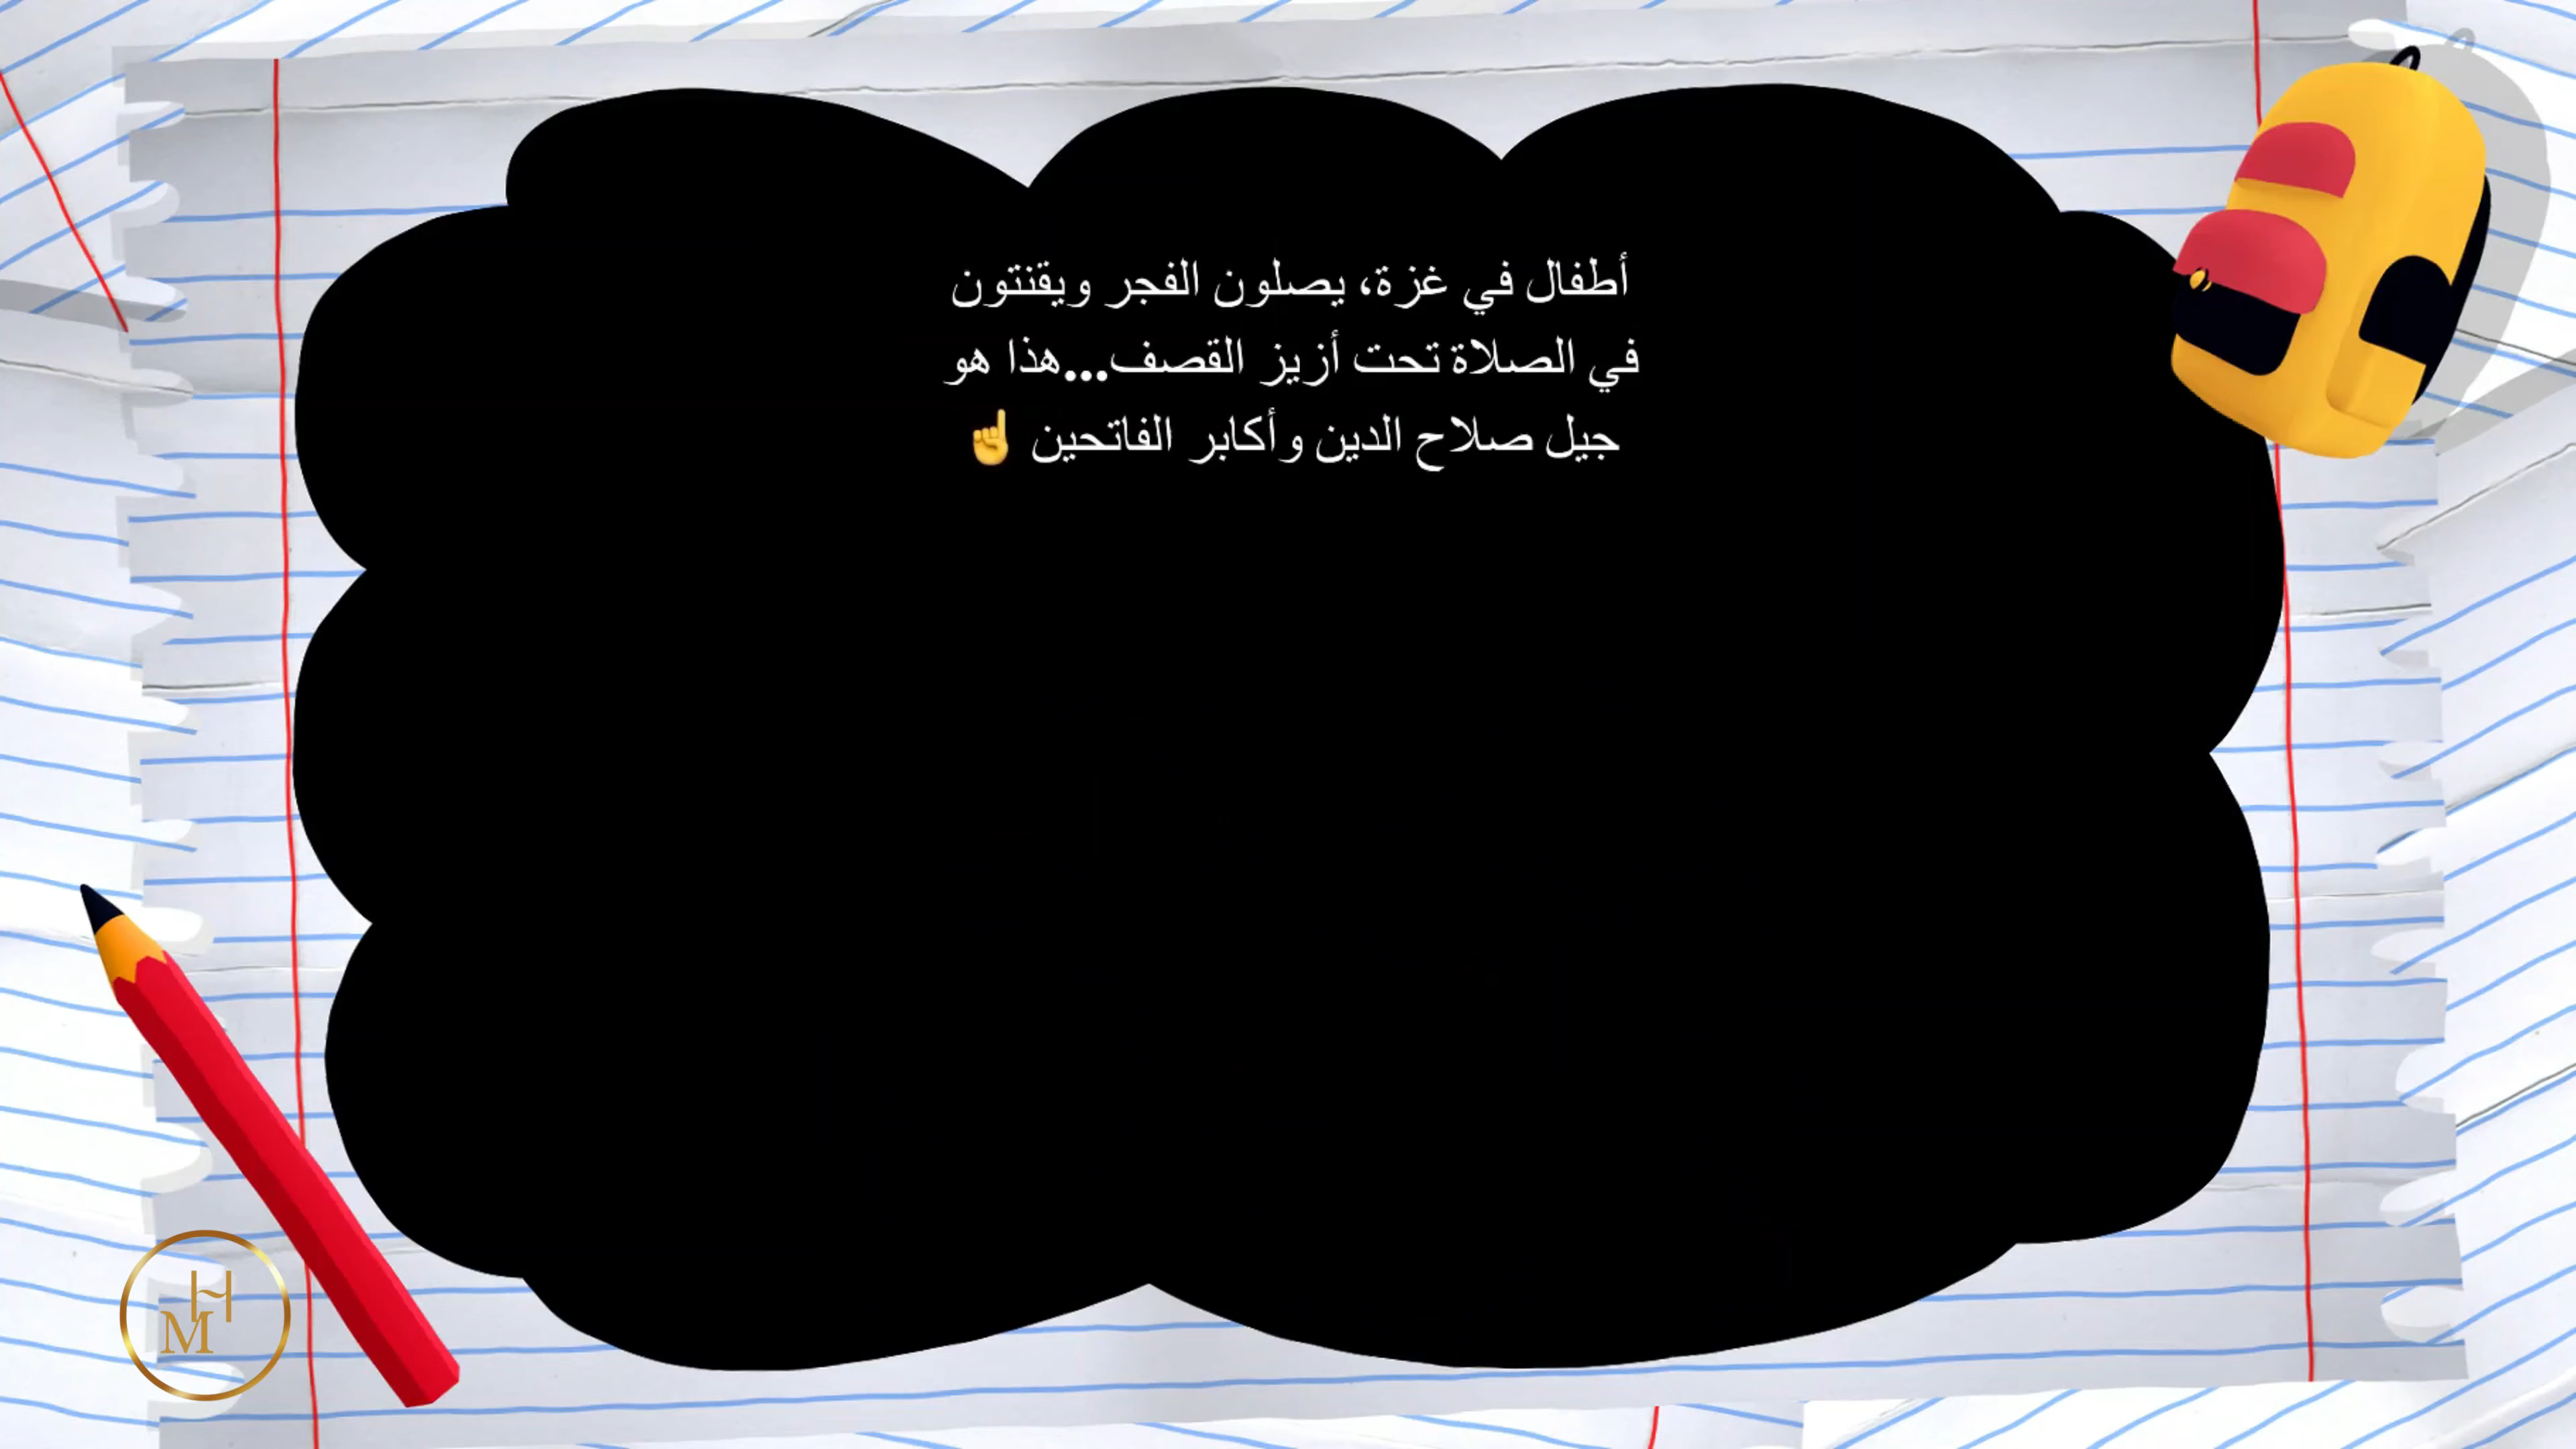 أطفال في غزة، يصلون الفجر ويقنتون
في الصلاة تحت أزيز القصف...هذا هو
جيل صلاح الدين وأكابر الفاتحين ☝️
H
M